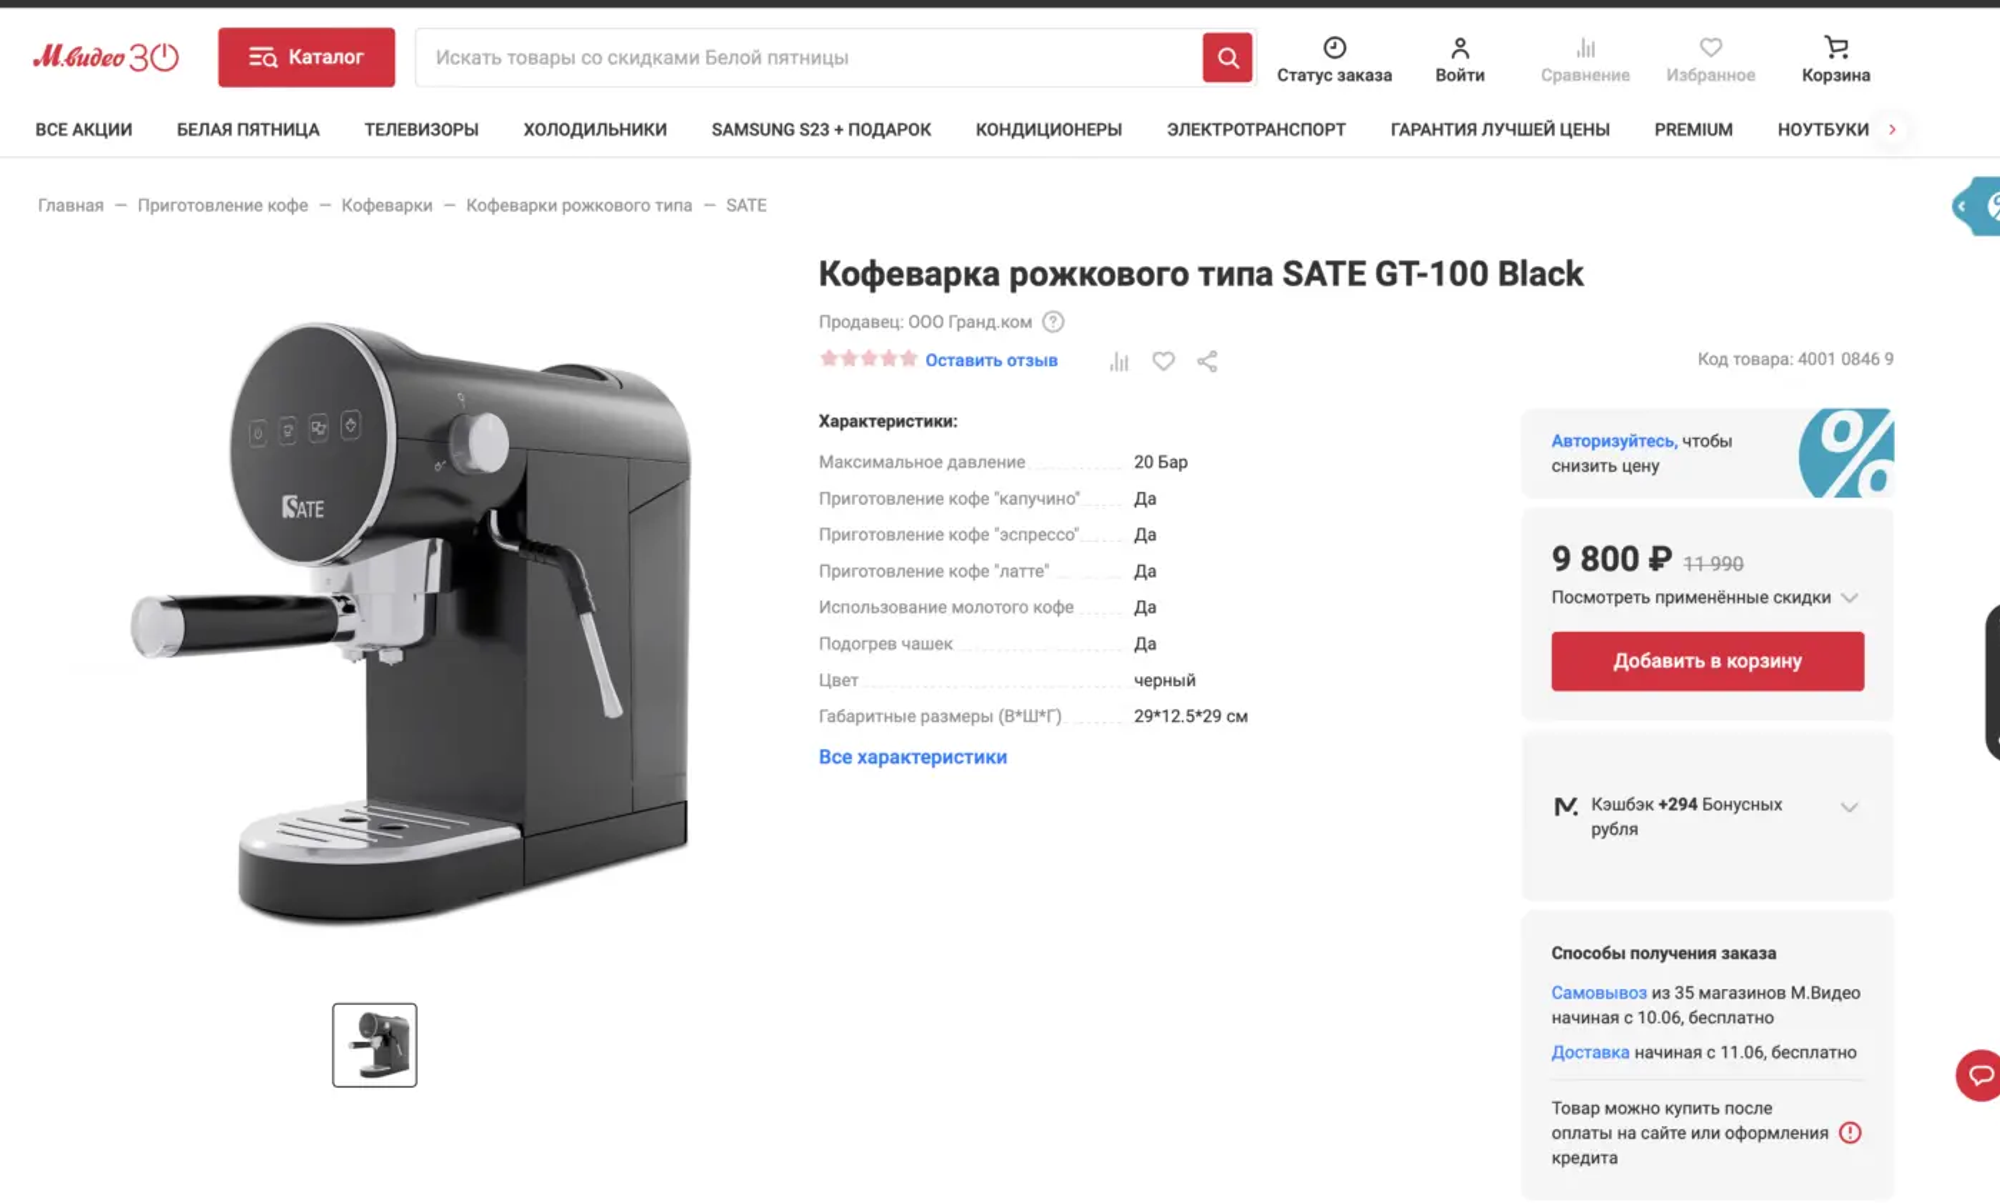 М.видео 30
Каталог
Искать товары со скидками Белой пятницы
Статус заказа
Войти
Сравнение
Избранное
Корзина
ВСЕ АКЦИИ
БЕЛАЯ ПЯТНИЦА
ТЕЛЕВИЗОРЫ
ХОЛОДИЛЬНИКИ
SAMSUNG S23 + ПОДАРОК
КОНДИЦИОНЕРЫ
ЭЛЕКТРОТРАНСПОРТ
ГАРАНТИЯ ЛУЧШЕЙ ЦЕНЫ
PREMIUM
НОУТБУКИ
Главная — Приготовление кофе — Кофеварки — Кофеварки рожкового типа — SATE
SATE
Кофеварка рожкового типа SATE GT-100 Black
Продавец: ООО Гранд.ком ?
Оставить отзыв
Код товара: 4001 0846 9
Характеристики:
Максимальное давление 20 Бар
Приготовление кофе "капучино" Да
Приготовление кофе "эспрессо" Да
Приготовление кофе "латте" Да
Использование молотого кофе Да
Подогрев чашек Да
Цвет черный
Габаритные размеры (В*Ш*Г) 29*12.5*29 см
Все характеристики
Авторизуйтесь, чтобы
снизить цену
%
9 800 ₽ 11 990
Посмотреть применённые скидки
Добавить в корзину
М. Кэшбэк +294 Бонусных
рубля
Способы получения заказа
Самовывоз из 35 магазинов М.Видео
начиная с 10.06, бесплатно
Доставка начиная с 11.06, бесплатно
Товар можно купить после
оплаты на сайте или оформления
кредита